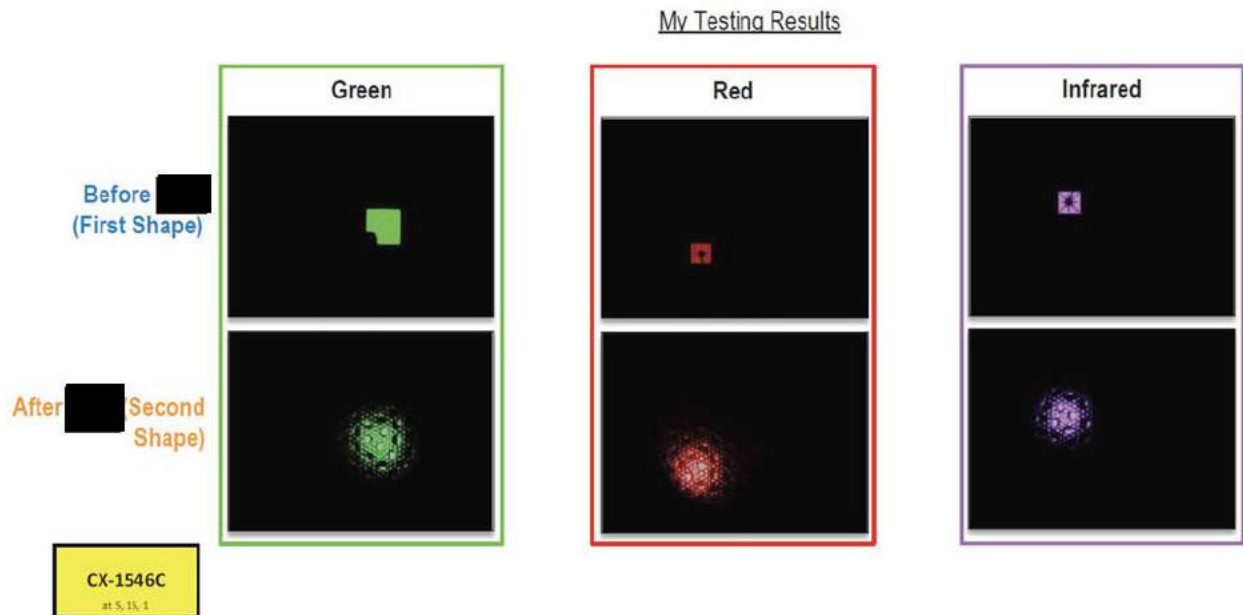 My Testing Results
Green
Red
Infrared
Before
(First Shape)
After (Second
Shape)
CX-1546C
at 5, 15, 1